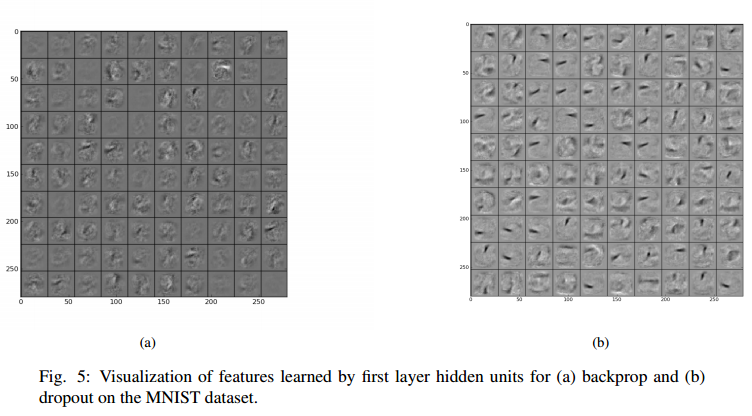 0
50
100
150
200
250
0 50 100 150 200 250
(a)
0
50
100
150
200
250
0 50 100 150 200 250
(b)
Fig. 5: Visualization of features learned by first layer hidden units for (a) backprop and (b)
dropout on the MNIST dataset.